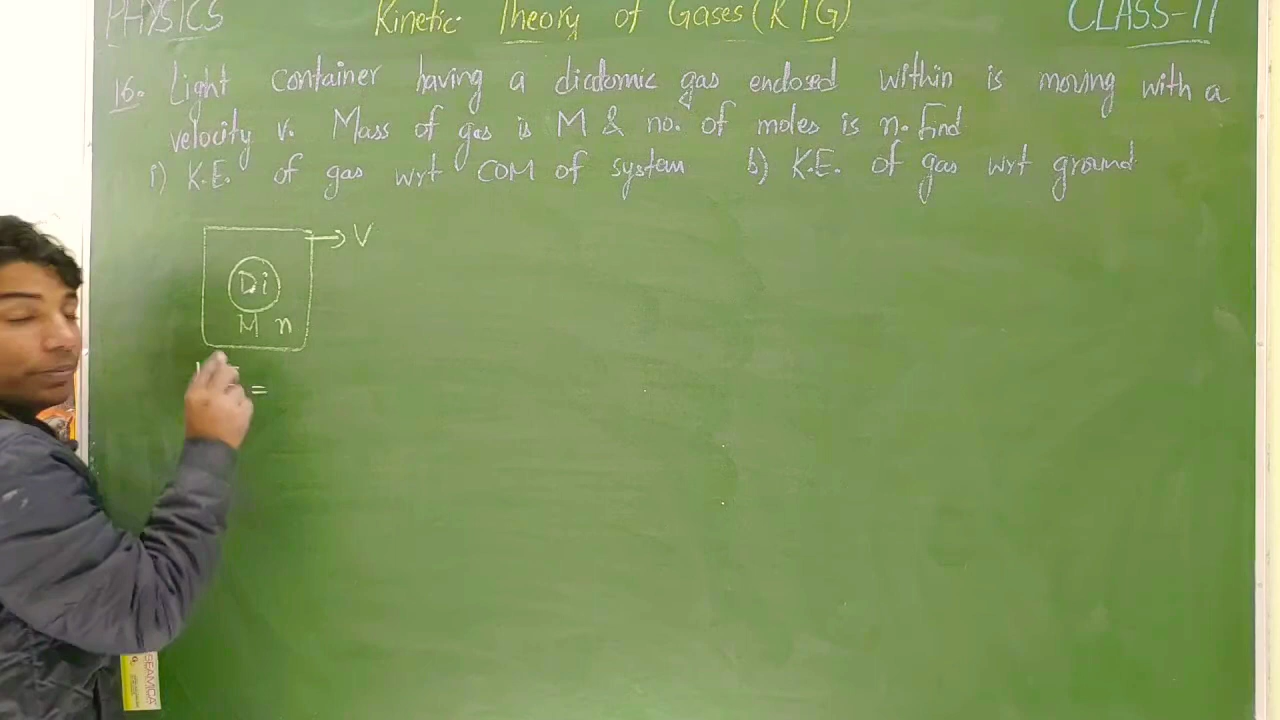 PHYSICS Kinetic Theory of Gases (KTG) CLASS-11
16. Light container having a diatomic gas enclosed within is moving with a
velocity v. Mass of gas is M & no. of moles is n. Find
i) K.E. of gas wrt COM of system b) K.E. of gas wrt ground
V
Di
M n
=
SEAMICA